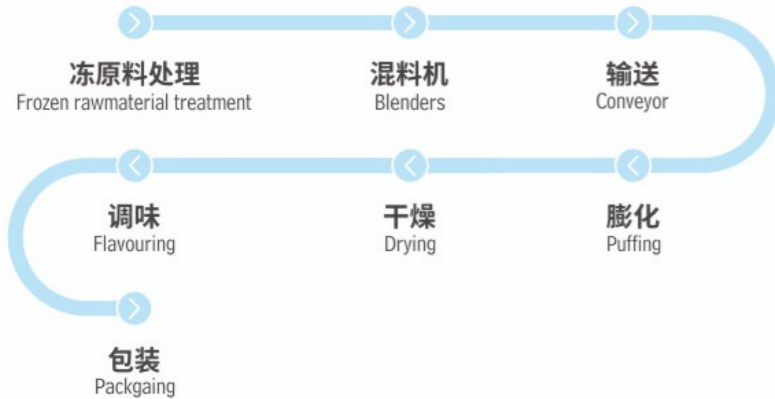 冻原料处理
Frozen rawmaterial treatment
混料机
Blenders
输送
Conveyor
膨化
Puffing
干燥
Drying
调味
Flavouring
包装
Packgaing